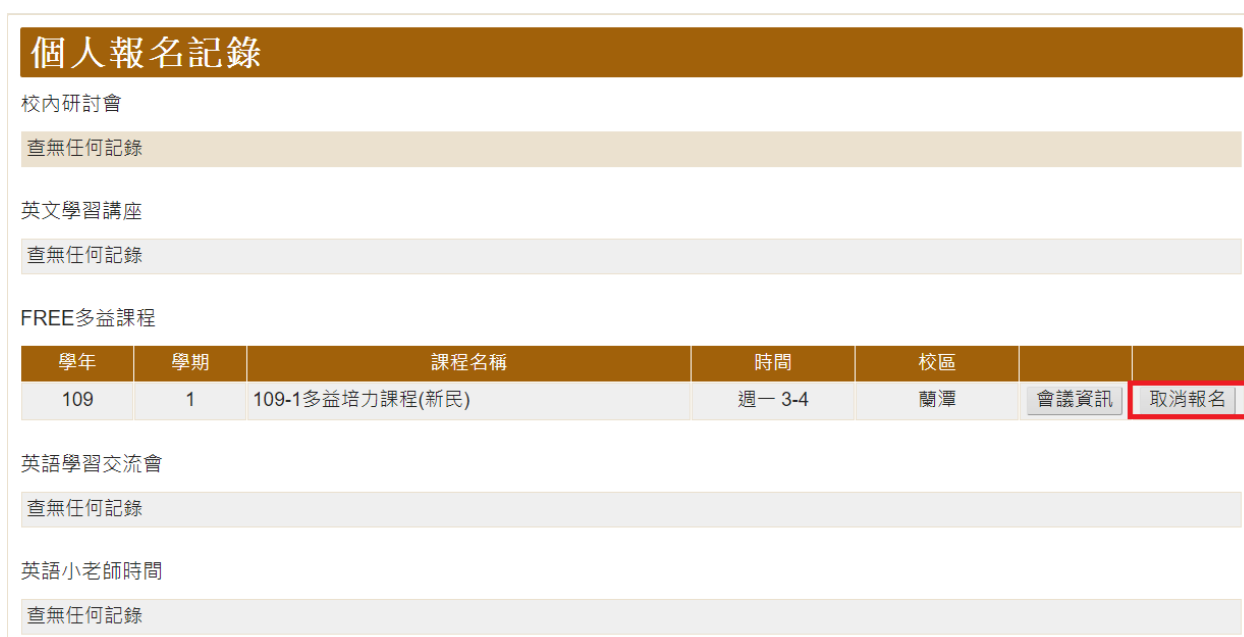 個人報名記錄
校內研討會
查無任何記錄
英文學習講座
查無任何記錄
FREE多益課程
學年 學期 課程名稱 時間 校區
109 1 109-1多益培力課程(新民) 週一 3-4 蘭潭 會議資訊 取消報名
英語學習交流會
查無任何記錄
英語小老師時間
查無任何記錄